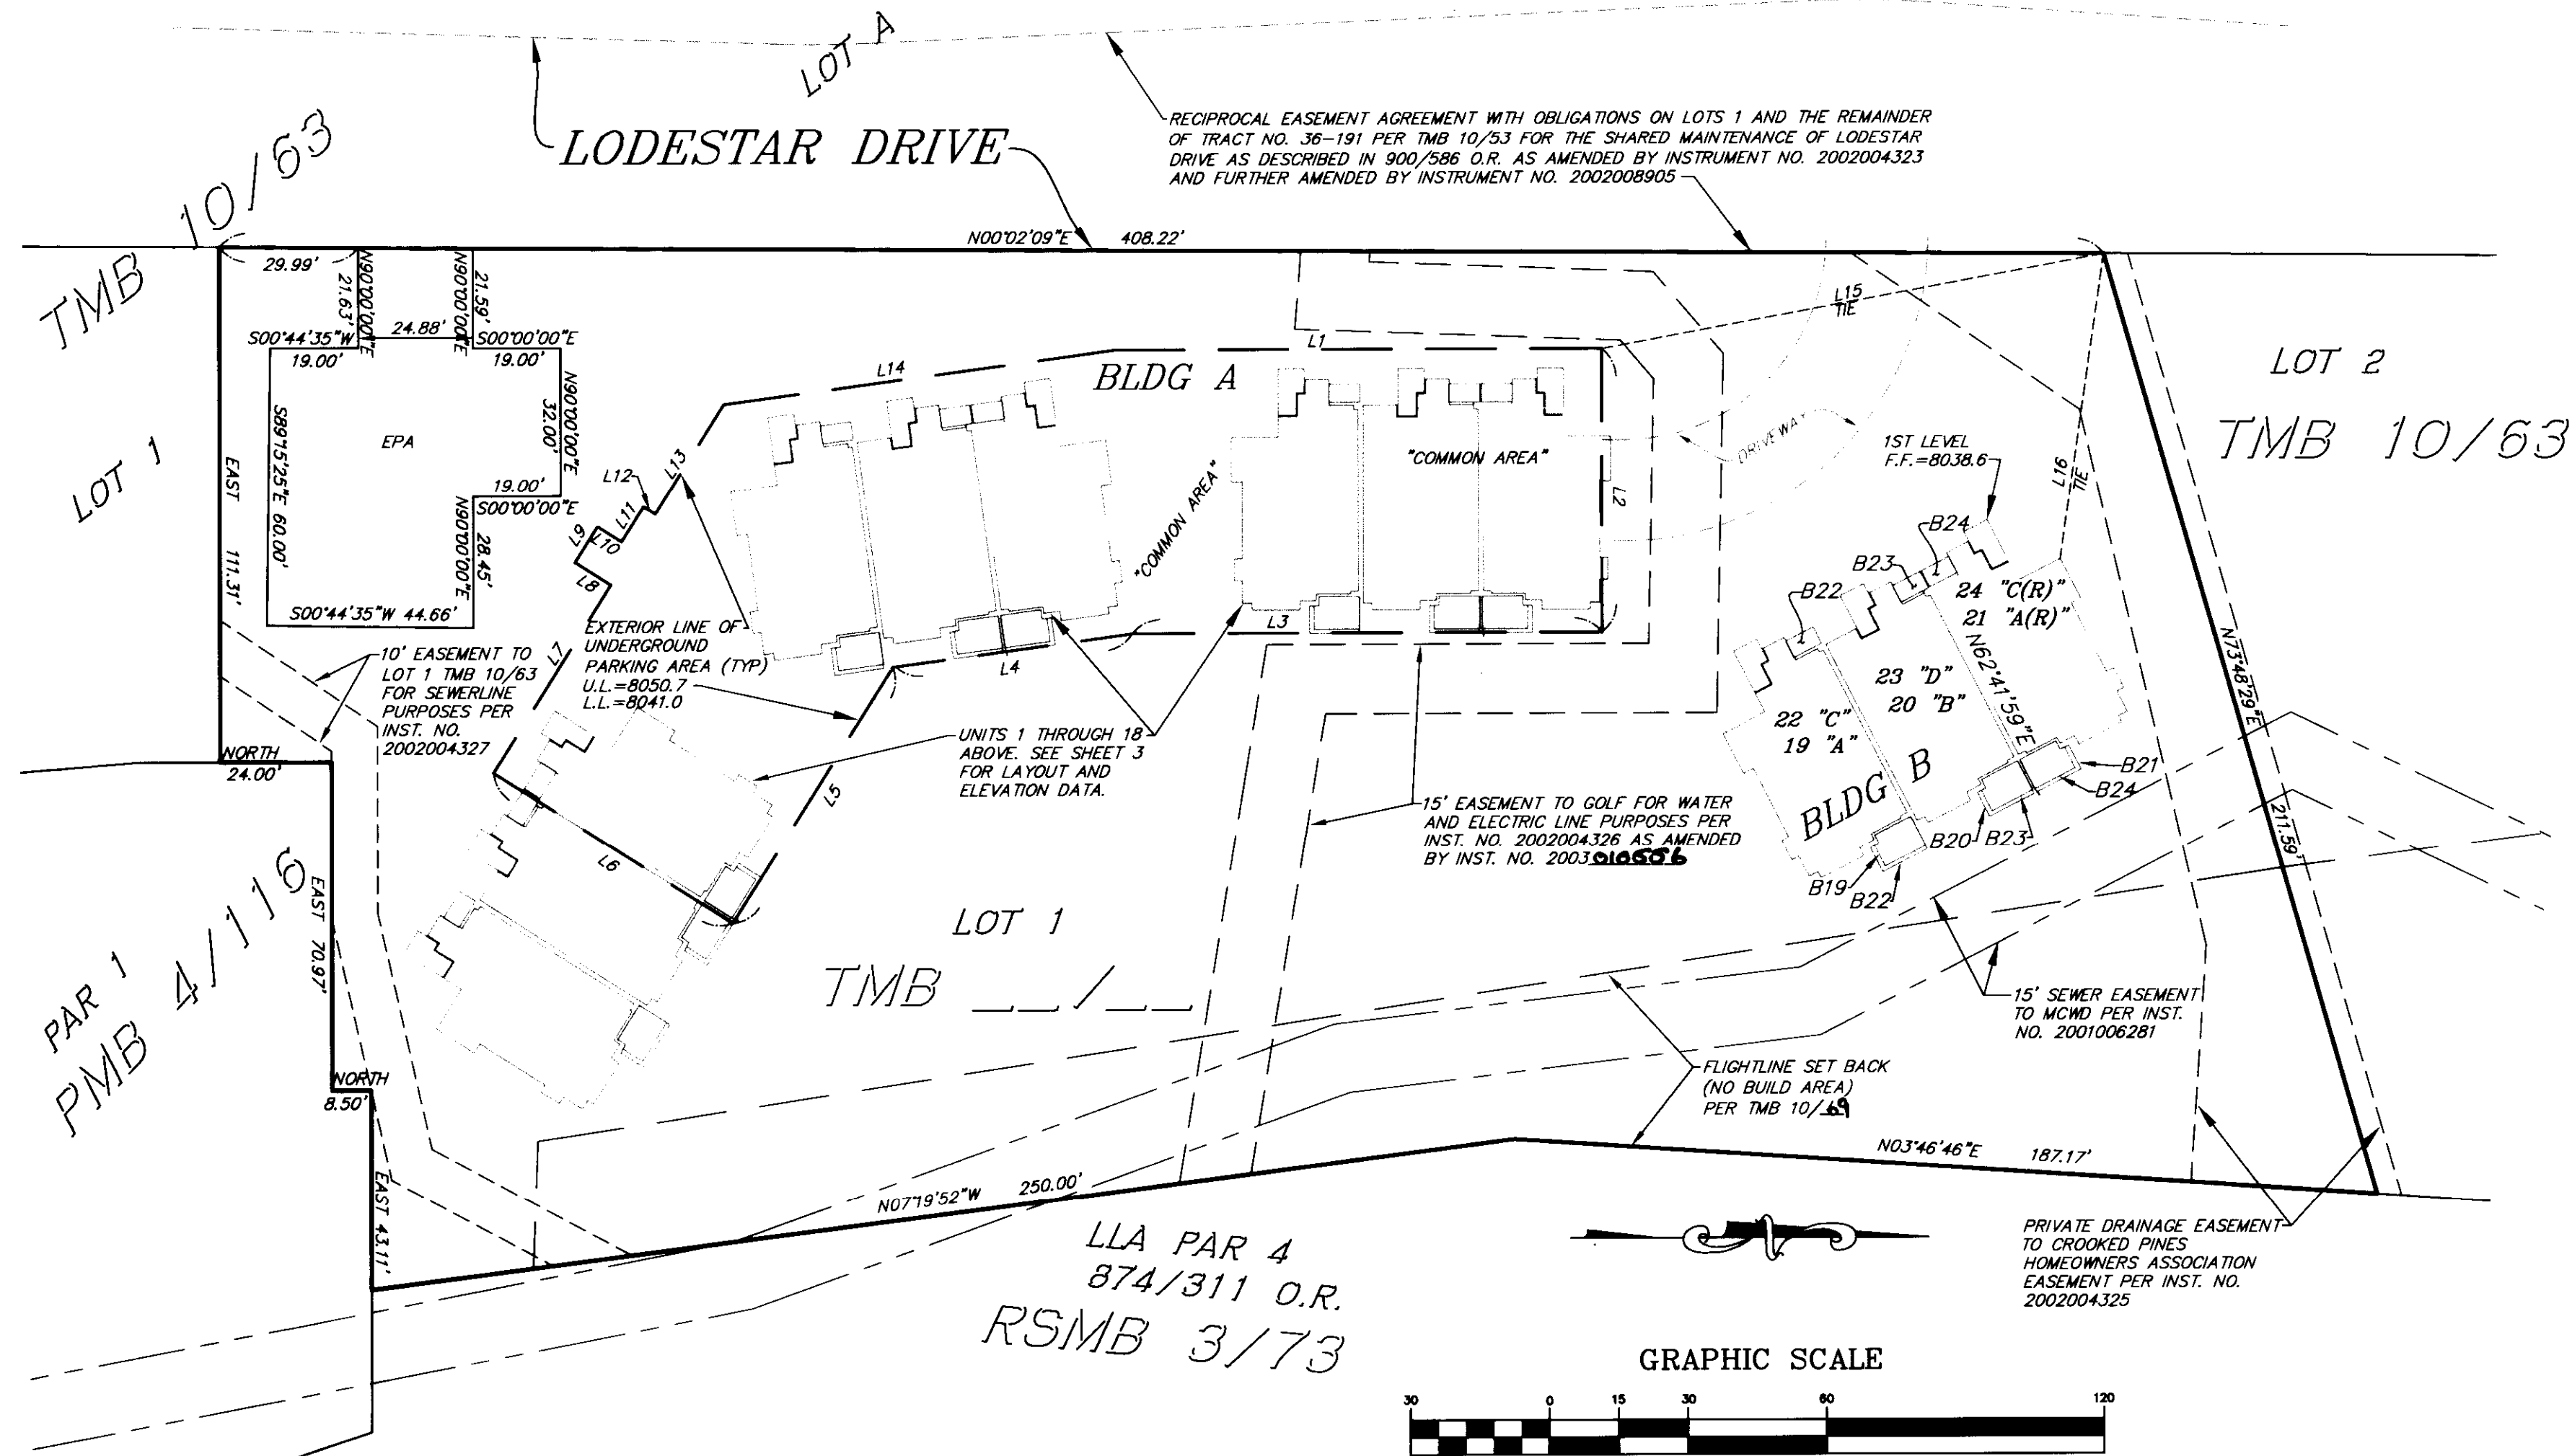 LOT A
LODESTAR DRIVE
RECIPROCAL EASEMENT AGREEMENT WITH OBLIGATIONS ON LOTS 1 AND THE REMAINDER
OF TRACT NO. 36-191 PER TMB 10/53 FOR THE SHARED MAINTENANCE OF LODESTAR
DRIVE AS DESCRIBED IN 900/586 O.R. AS AMENDED BY INSTRUMENT NO. 2002004323
AND FURTHER AMENDED BY INSTRUMENT NO. 2002008905
TMB 10/63
LOT 1
N00°02'09"E 408.22'
29.99'
N90°00'00"E
21.63'
N90°00'00"E
21.59'
24.88'
S00°44'35"W
19.00'
S00°00'00"E
19.00'
S89°15'25"E 60.00'
EPA
N90°00'00"E
32.00'
19.00'
S00°00'00"E
N90°00'00"E
28.45'
S00°44'35"W 44.66'
EAST 111.31'
L1
L2
L3
L4
L5
L6
L7
L8
L9
L10
L11
L12
L13
L14
L15
TIE
L16
TIE
BLDG A
"COMMON AREA"
"COMMON AREA"
DRIVEWAY
1ST LEVEL
F.F.=8038.6
LOT 2
TMB 10/63
N73°48'29"E
211.59'
10' EASEMENT TO
LOT 1 TMB 10/63
FOR SEWERLINE
PURPOSES PER
INST. NO.
2002004327
EXTERIOR LINE OF
UNDERGROUND
PARKING AREA (TYP)
U.L.=8050.7
L.L.=8041.0
UNITS 1 THROUGH 18
ABOVE. SEE SHEET 3
FOR LAYOUT AND
ELEVATION DATA.
15' EASEMENT TO GOLF FOR WATER
AND ELECTRIC LINE PURPOSES PER
INST. NO. 2002004326 AS AMENDED
BY INST. NO. 2003
B22
B23
B24
24 "C(R)"
21 "A(R)"
N62°41'59"E
23 "D"
20 "B"
22 "C"
19 "A"
BLDG B
B21
B24
B20
B23
B19
B22
NORTH
24.00'
EAST 70.97'
PAR 1
PMB 4/116
NORTH
8.50'
EAST 43.11'
LOT 1
TMB __/__
15' SEWER EASEMENT
TO MCWD PER INST.
NO. 2001006281
FLIGHTLINE SET BACK
(NO BUILD AREA)
PER TMB 10/69
N03°46'46"E 187.17'
N07°19'52"W 250.00'
LLA PAR 4
874/311 O.R.
RSMB 3/73
PRIVATE DRAINAGE EASEMENT
TO CROOKED PINES
HOMEOWNERS ASSOCIATION
EASEMENT PER INST. NO.
2002004325
GRAPHIC SCALE
30 0 15 30 60 120